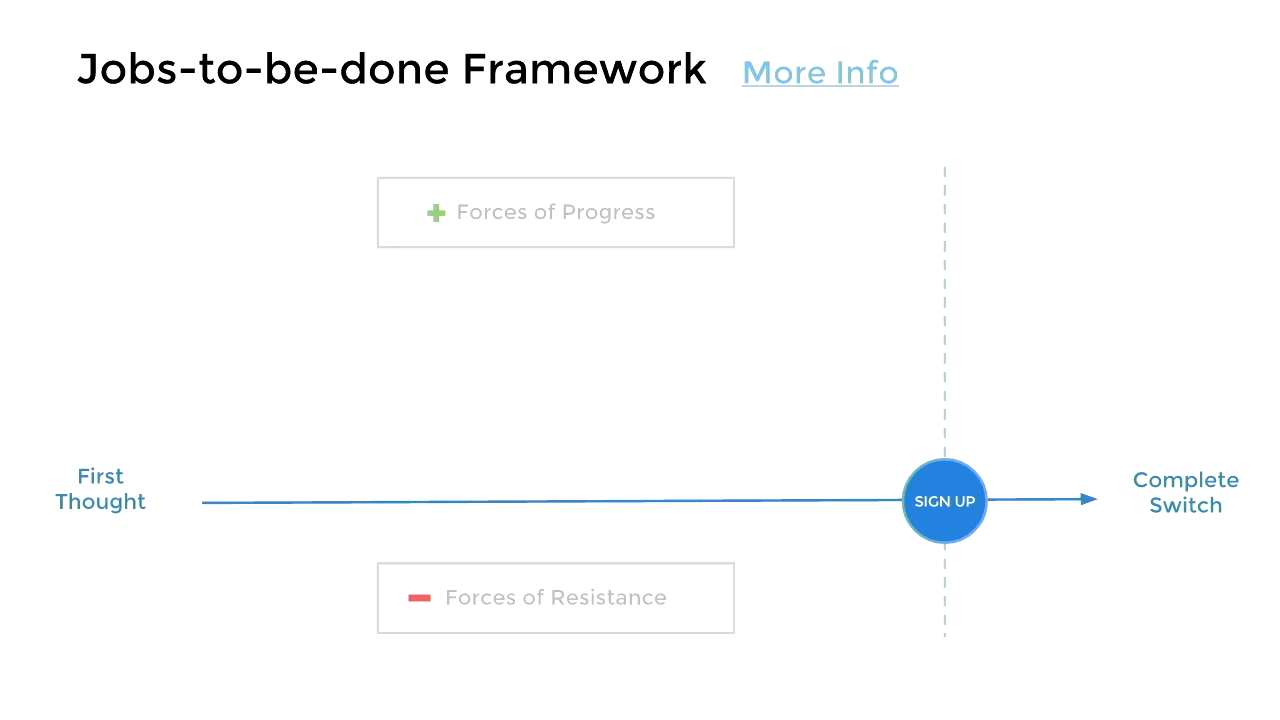 Jobs-to-be-done Framework More Info
Forces of Progress
First
Thought
SIGN UP
Complete
Switch
Forces of Resistance